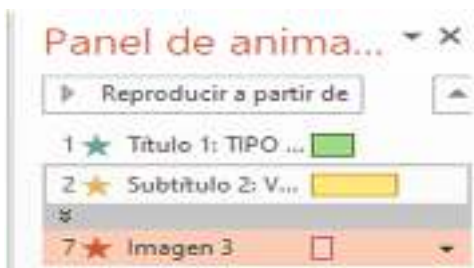 Panel de anima...
Reproducir a partir de
1 Título 1: TIPO ...
2 Subtítulo 2: V...
7 Imagen 3